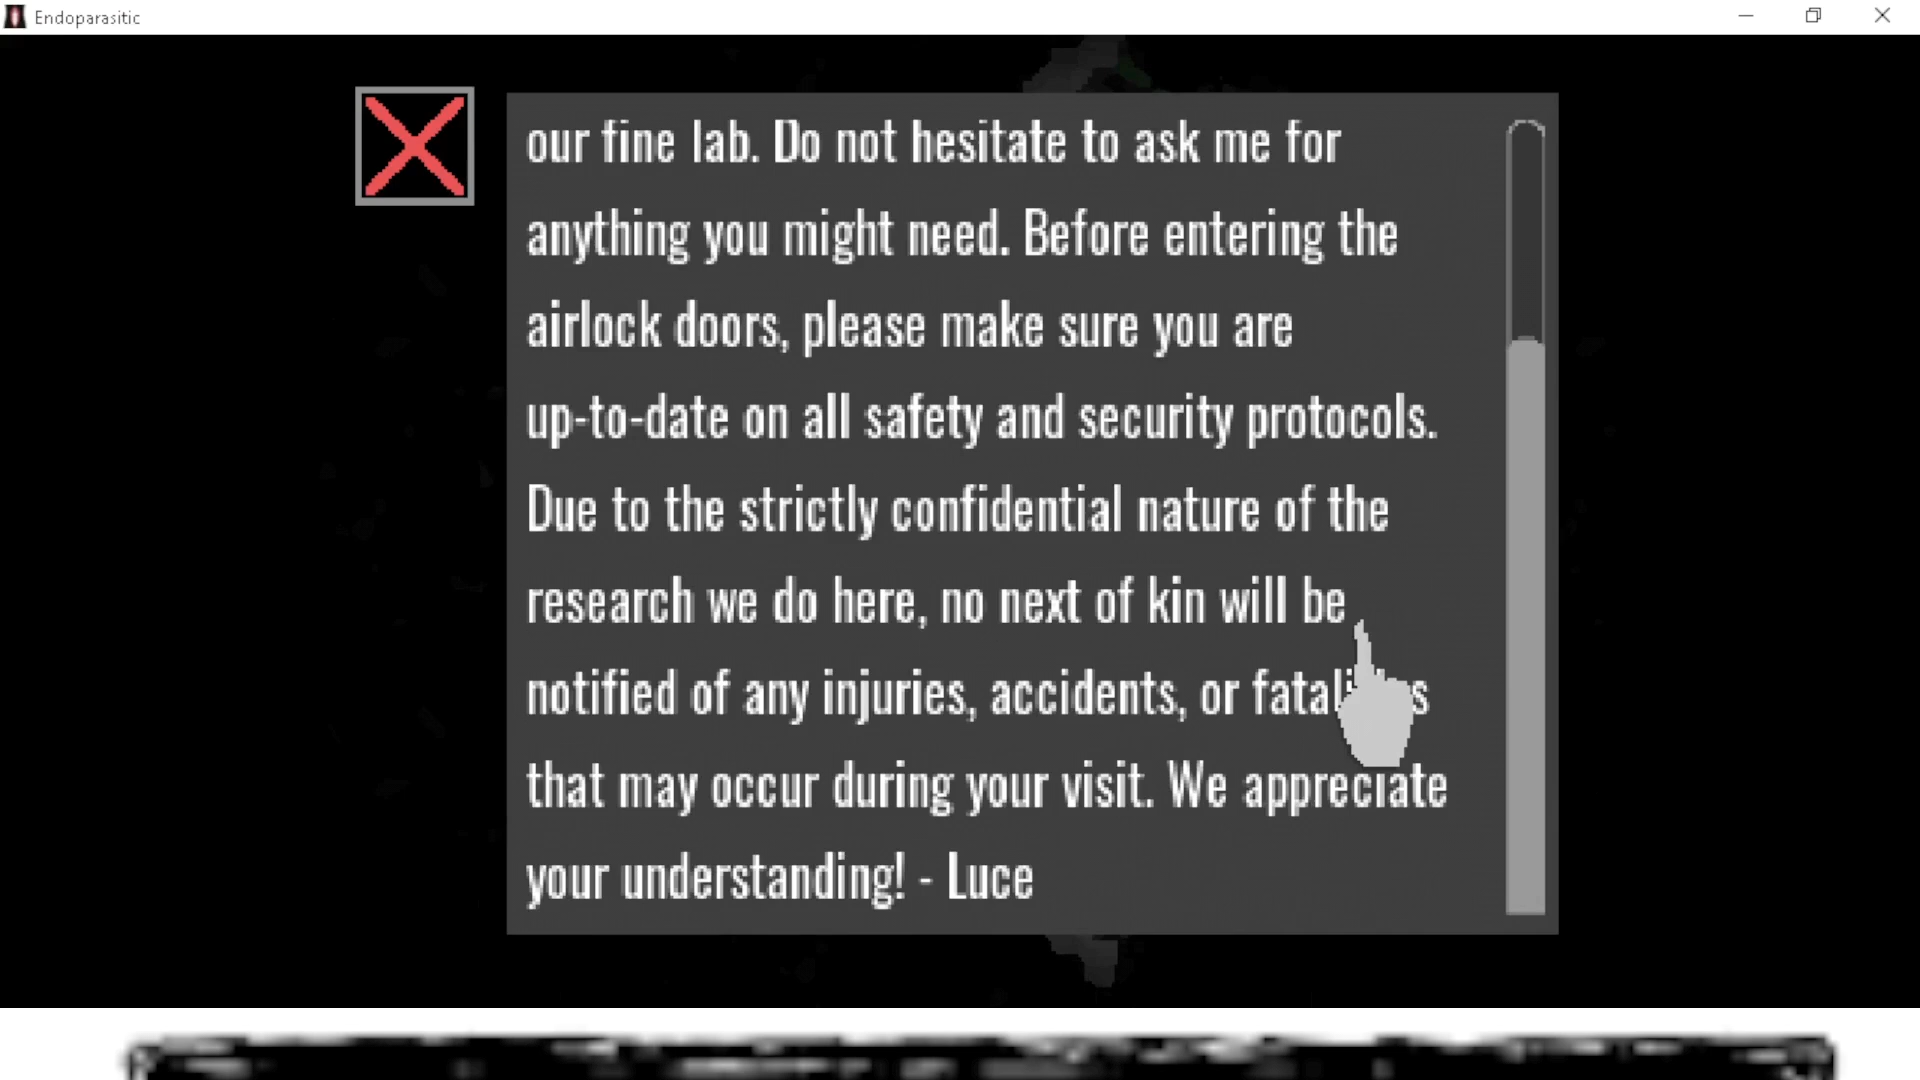 Endoparasitic
our fine lab. Do not hesitate to ask me for
anything you might need. Before entering the
airlock doors, please make sure you are
up-to-date on all safety and security protocols.
Due to the strictly confidential nature of the
research we do here, no next of kin will be
notified of any injuries, accidents, or
that may occur during your visit. We appreciate
your understanding! - Luce